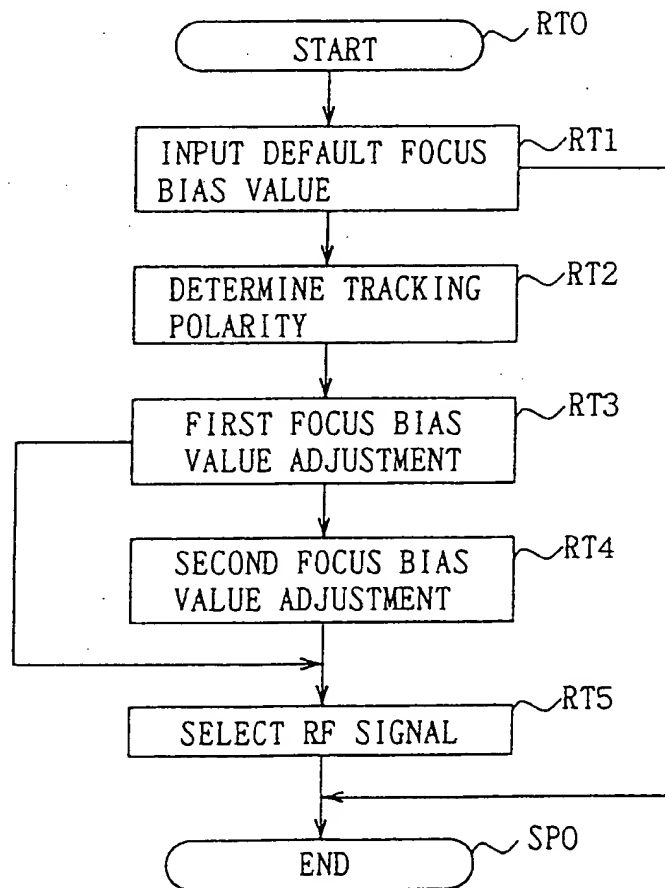 START
RT0
INPUT DEFAULT FOCUS
BIAS VALUE
RT1
DETERMINE TRACKING
POLARITY
RT2
FIRST FOCUS BIAS
VALUE ADJUSTMENT
RT3
SECOND FOCUS BIAS
VALUE ADJUSTMENT
RT4
SELECT RF SIGNAL
RT5
END
SP0